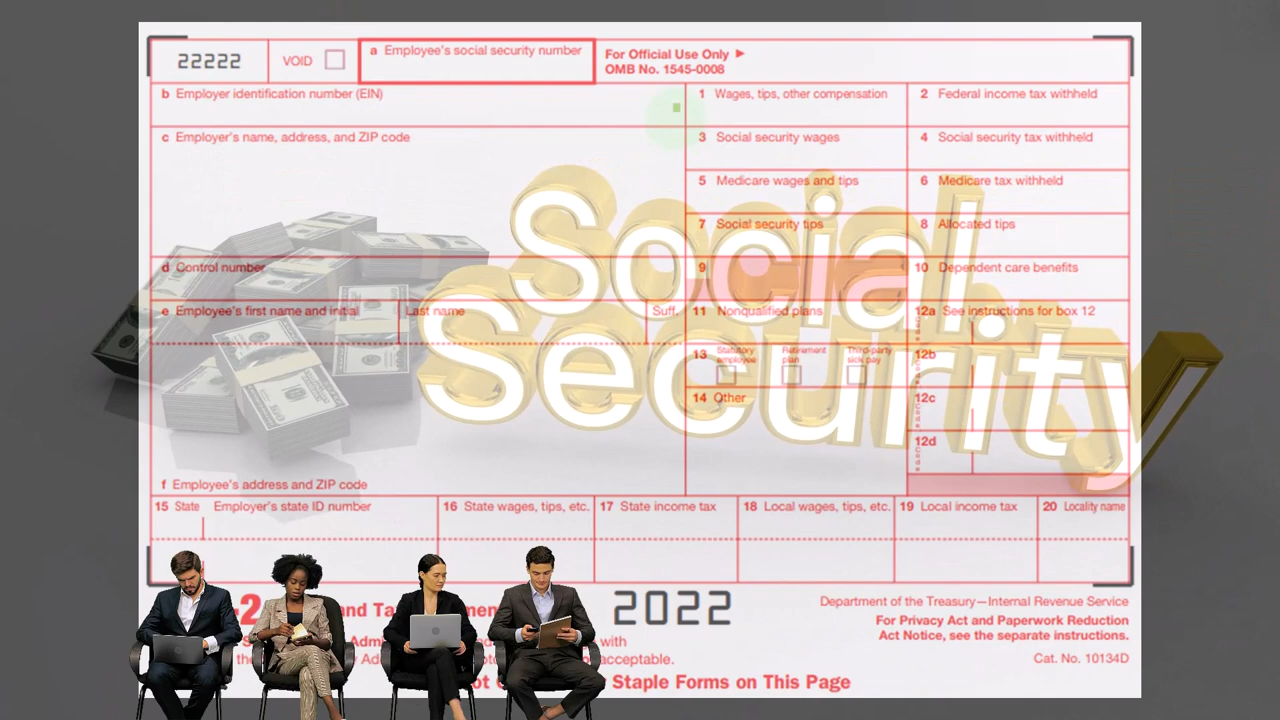 22222
VOID
a Employee's social security number
For Official Use Only ►
OMB No. 1545-0008
b Employer identification number (EIN)
1 Wages, tips, other compensation
2 Federal income tax withheld
c Employer's name, address, and ZIP code
3 Social security wages
4 Social security tax withheld
5 Medicare wages and tips
6 Medicare tax withheld
7 Social security tips
8 Allocated tips
d Control number
9
10 Dependent care benefits
e Employee's first name and initial
Last name
Suff.
11 Nonqualified plans
12a See instructions for box 12
13 Statutory employee
Retirement plan
Third-party sick pay
12b
14 Other
12c
12d
f Employee's address and ZIP code
Social
Security
15 State
Employer's state ID number
16 State wages, tips, etc.
17 State income tax
18 Local wages, tips, etc.
19 Local income tax
20 Locality name
-2 and Ta
2022
Department of the Treasury—Internal Revenue Service
For Privacy Act and Paperwork Reduction
Act Notice, see the separate instructions.
with
acceptable.
Cat. No. 10134D
Staple Forms on This Page